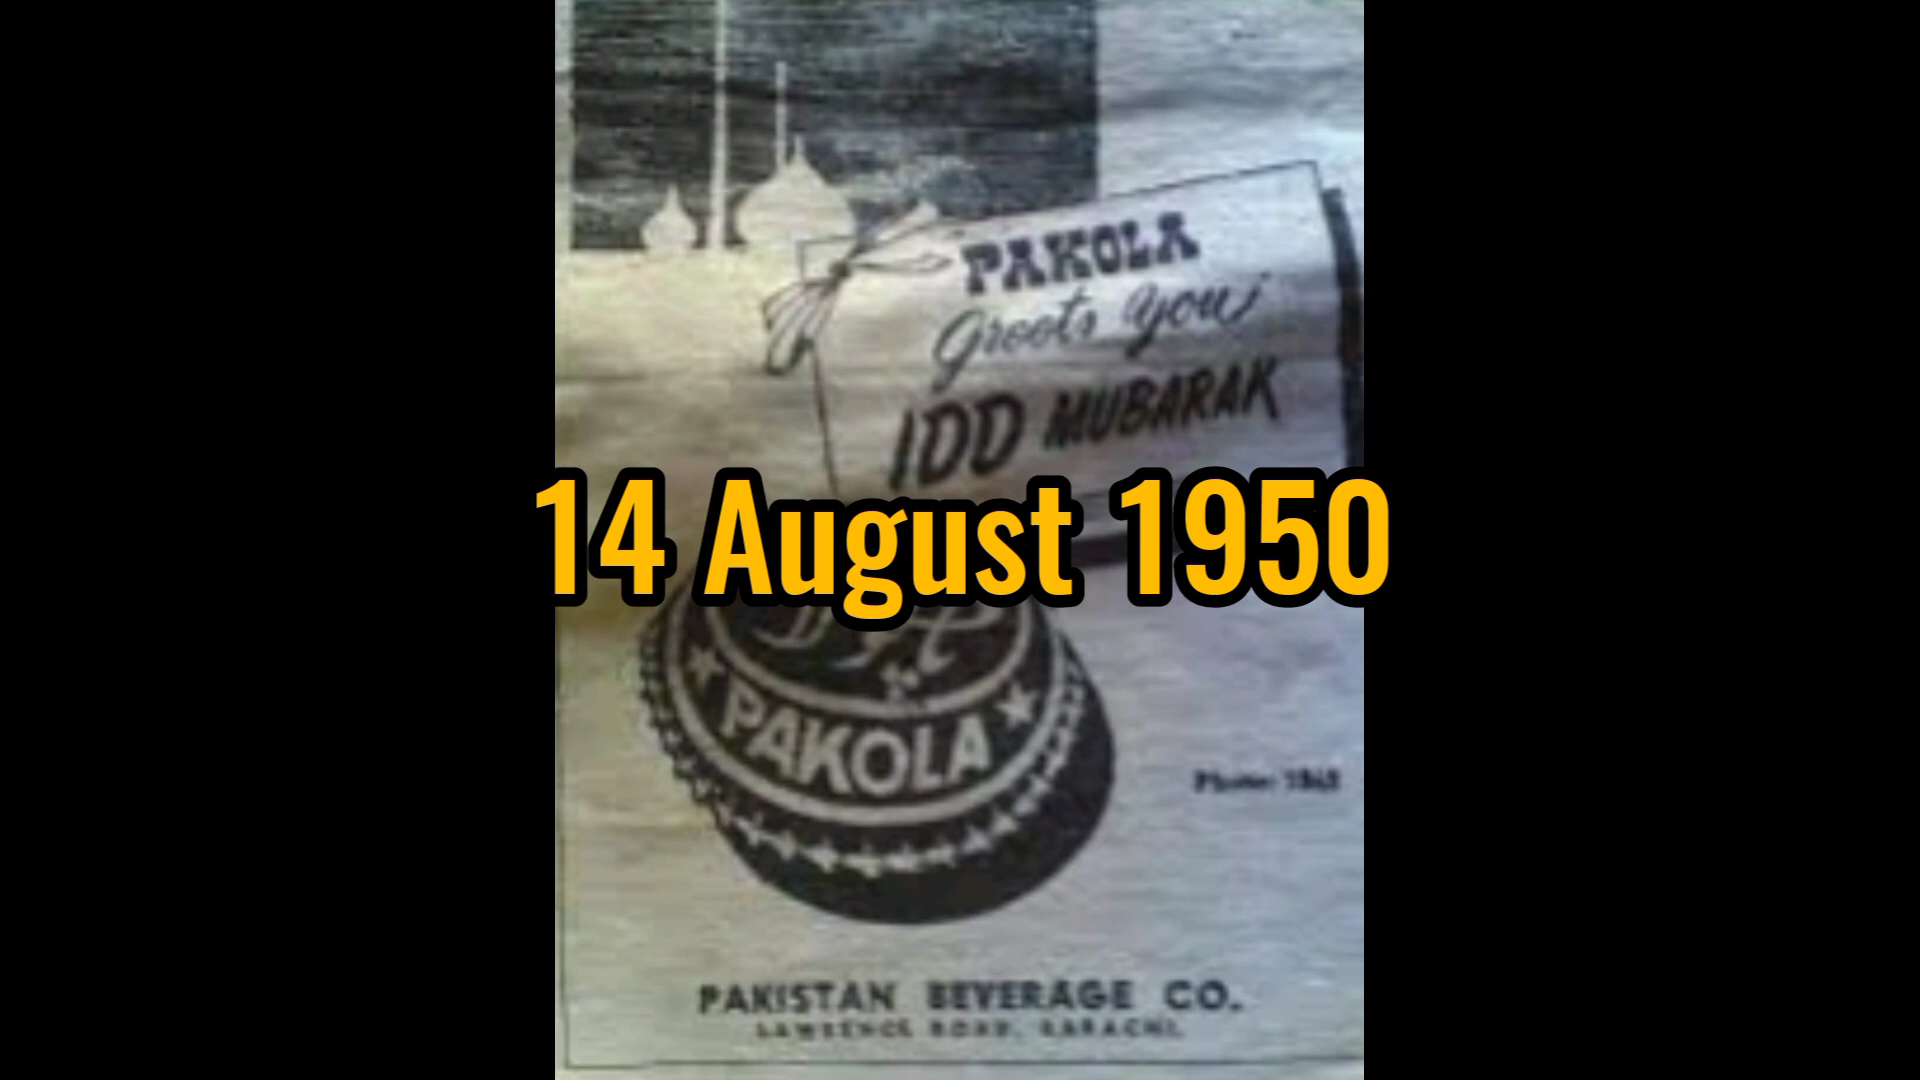 PAKOLA
Greets you
IDD MUBARAK
14 August 1950
PAKOLA
PAKISTAN BEVERAGE CO.
LAWRENCE ROAD, KARACHI.